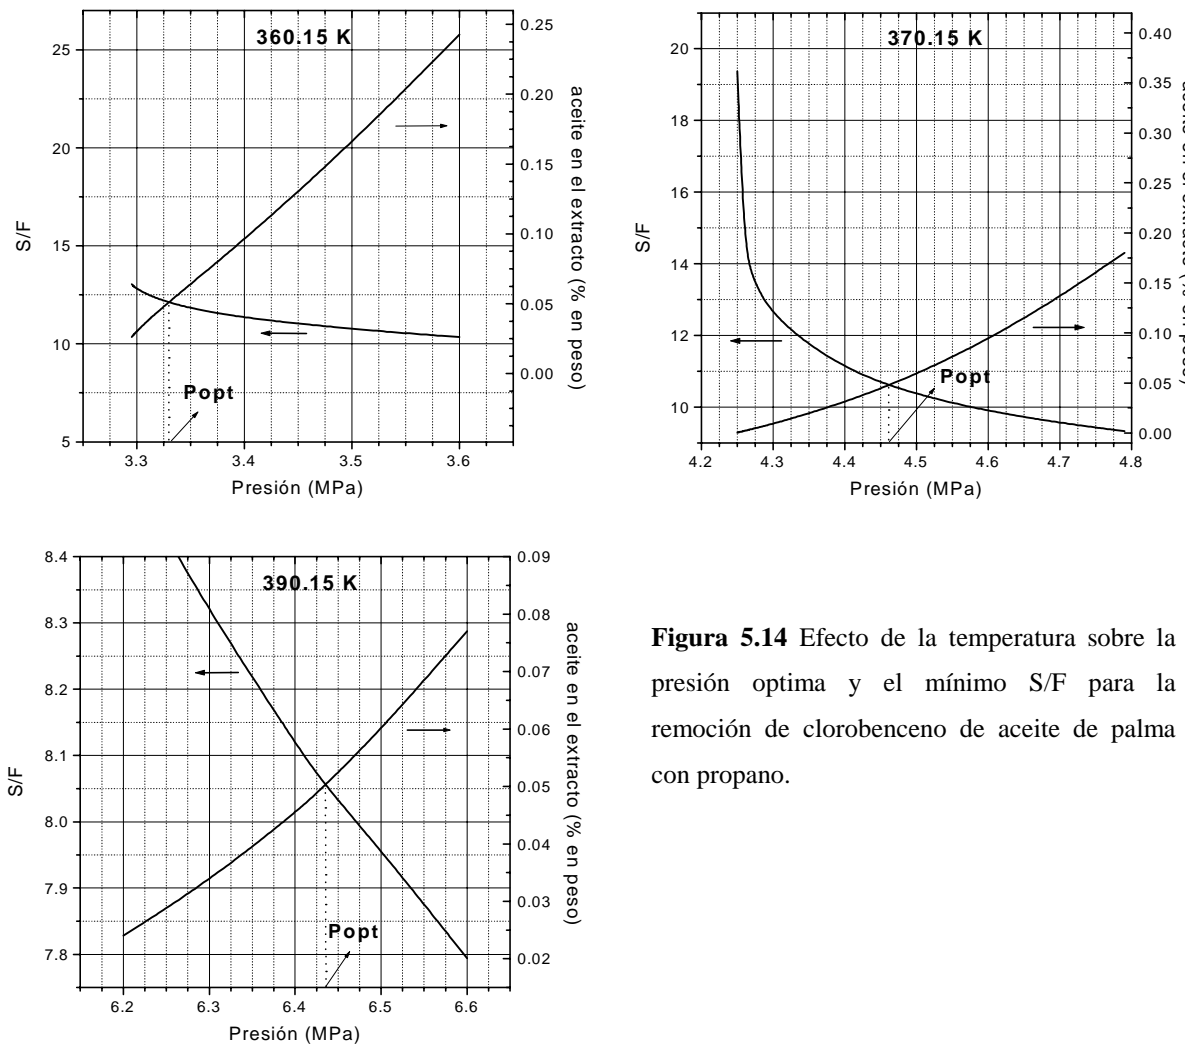 360.15 K
25
20
15
10
5
S/F
0.25
0.20
0.15
0.10
0.05
0.00
aceite en el extracto (% en peso)
Popt
3.3 3.4 3.5 3.6
Presión (MPa)
370.15 K
20
18
16
14
12
10
S/F
0.40
0.35
0.30
0.25
0.20
0.15
0.10
0.05
0.00
Popt
4.2 4.3 4.4 4.5 4.6 4.7 4.8
Presión (MPa)
390.15 K
8.4
8.3
8.2
8.1
8.0
7.9
7.8
S/F
0.09
0.08
0.07
0.06
0.05
0.04
0.03
0.02
aceite en el extracto (% en peso)
Popt
6.2 6.3 6.4 6.5 6.6
Presión (MPa)
Figura 5.14 Efecto de la temperatura sobre la
presión optima y el mínimo S/F para la
remoción de clorobenceno de aceite de palma
con propano.